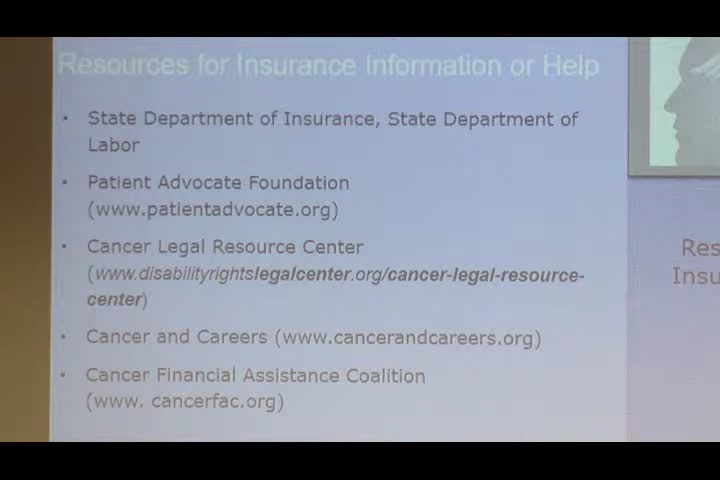 Resources for Insurance Information or Help
• State Department of Insurance, State Department of
Labor
• Patient Advocate Foundation
(www.patientadvocate.org)
• Cancer Legal Resource Center
(www.disabilityrightslegalcenter.org/cancer-legal-resource-
center)
• Cancer and Careers (www.cancerandcareers.org)
• Cancer Financial Assistance Coalition
(www. cancerfac.org)
Res
Insu